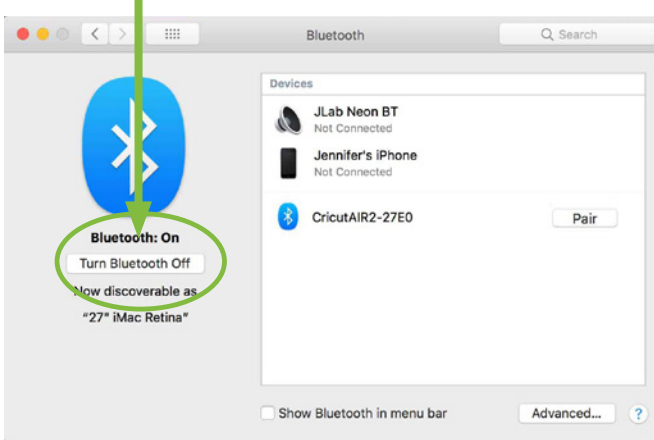 Bluetooth
Search
Devices
JLab Neon BT
Not Connected
Jennifer's iPhone
Not Connected
CricutAIR2-27E0
Pair
Bluetooth: On
Turn Bluetooth Off
Now discoverable as
"27" iMac Retina"
Show Bluetooth in menu bar
Advanced...
?